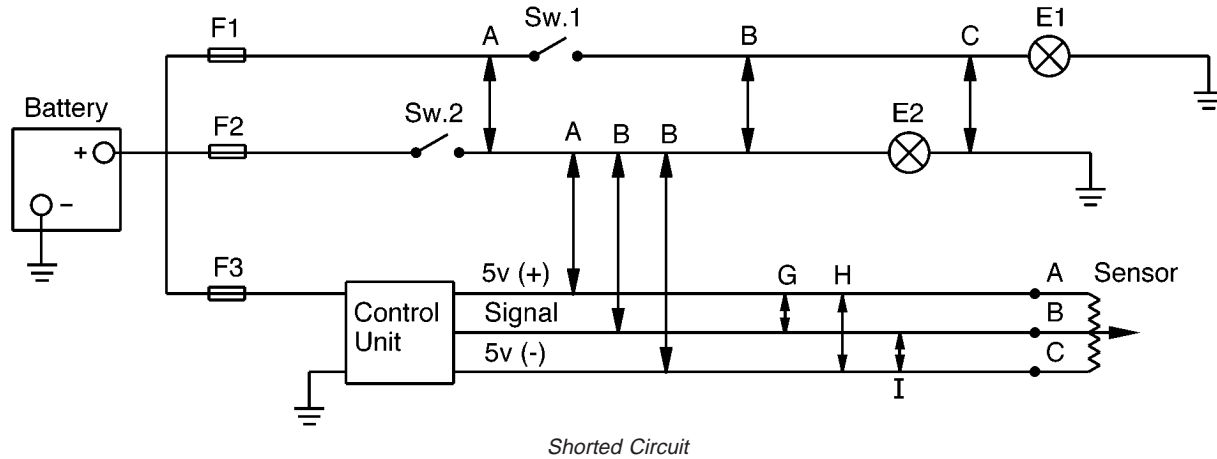 F1
A
Sw.1
B
C
E1
Battery
F2
Sw.2
A B B
E2
+
-
F3
5v (+)
G H
A Sensor
Control
Unit
Signal
B
5v (-)
C
I
Shorted Circuit